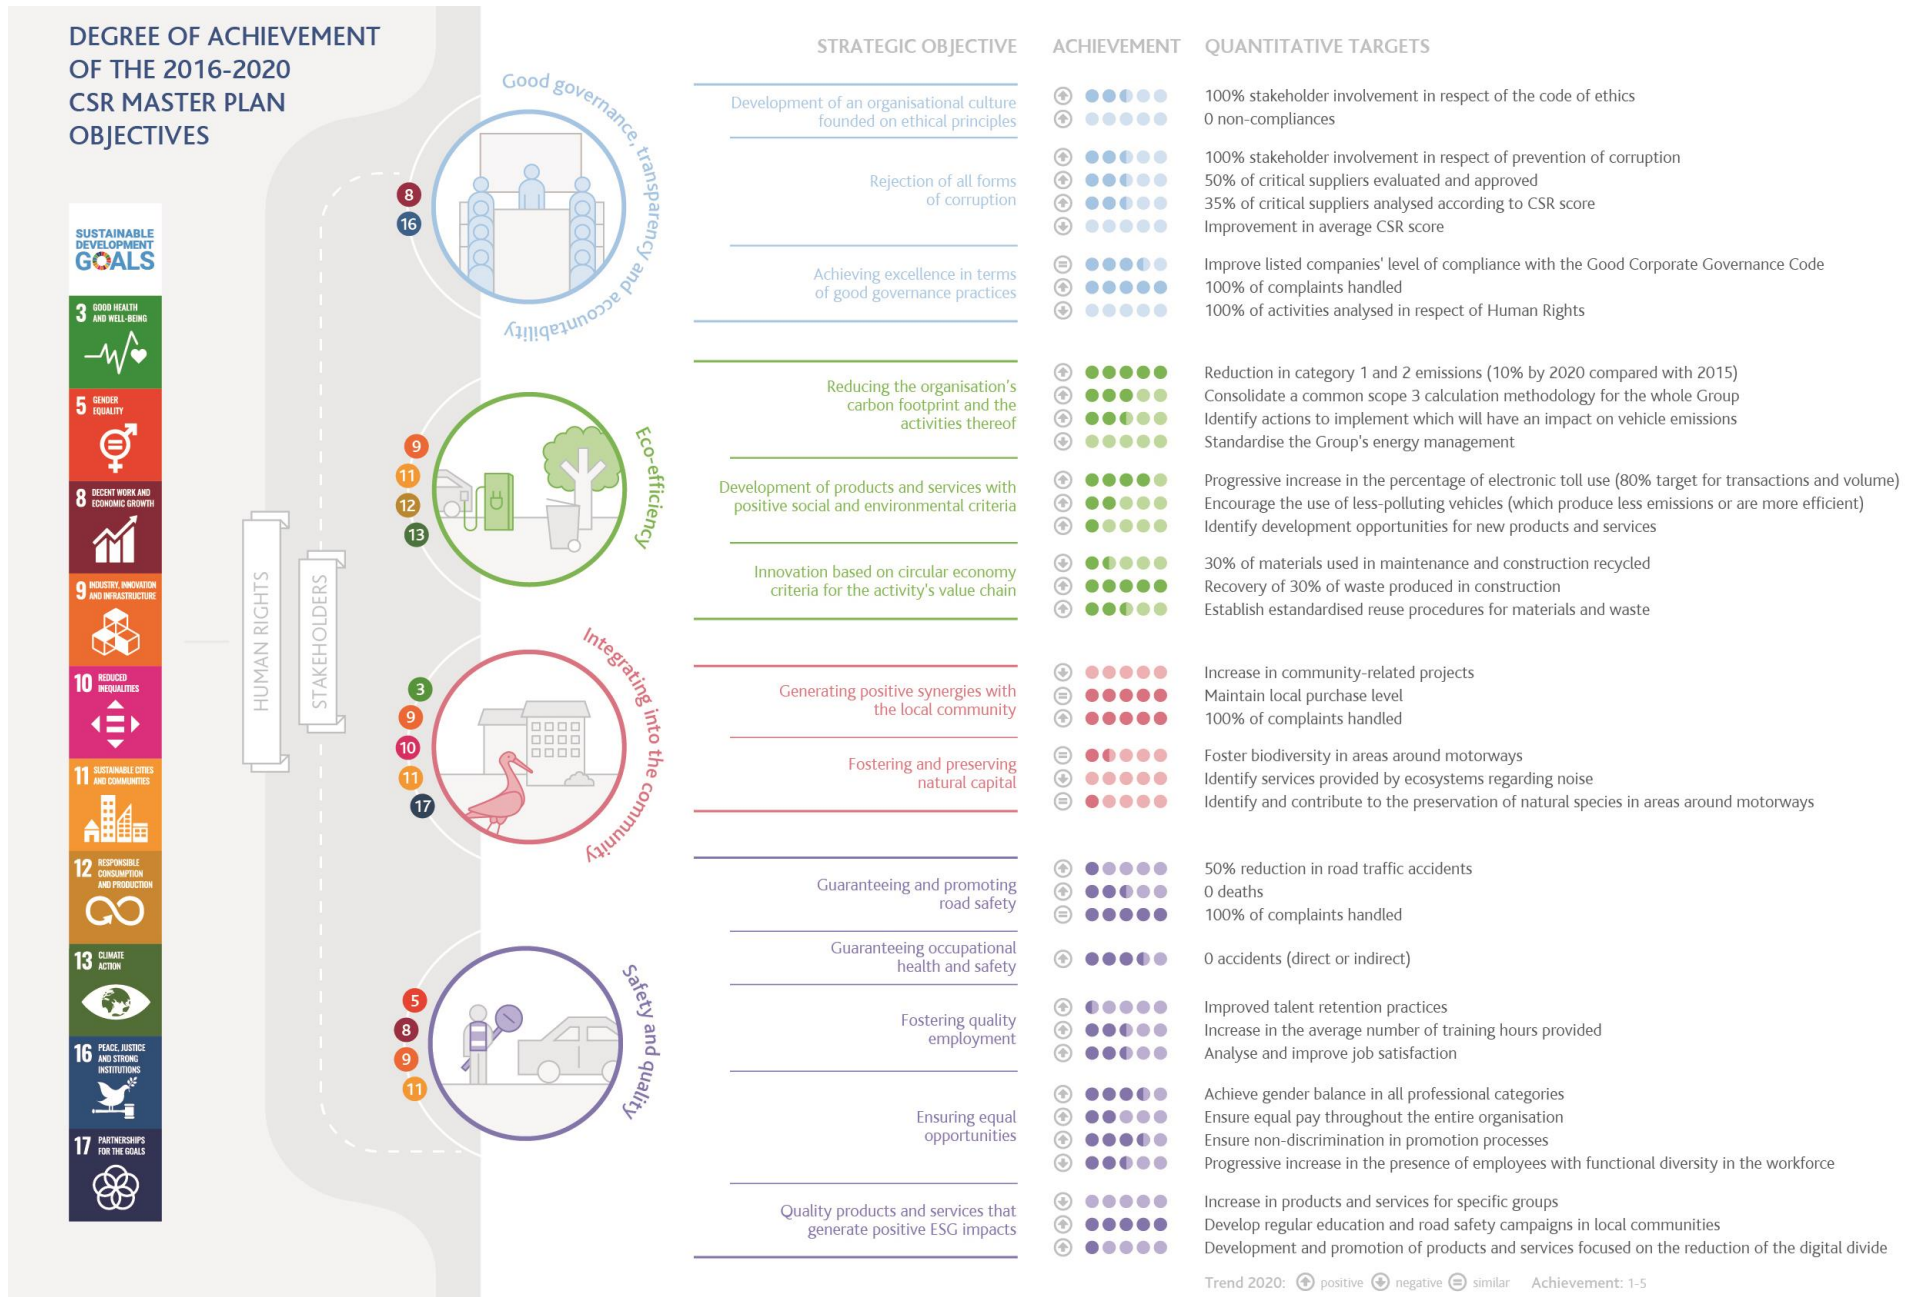 DEGREE OF ACHIEVEMENT
OF THE 2016-2020
CSR MASTER PLAN
OBJECTIVES
SUSTAINABLE
DEVELOPMENT
GOALS
3 GOOD HEALTH
AND WELL-BEING
5 GENDER
EQUALITY
8 DECENT WORK AND
ECONOMIC GROWTH
9 INDUSTRY, INNOVATION
AND INFRASTRUCTURE
10 REDUCED
INEQUALITIES
11 SUSTAINABLE CITIES
AND COMMUNITIES
12 RESPONSIBLE
CONSUMPTION
AND PRODUCTION
13 CLIMATE
ACTION
16 PEACE, JUSTICE
AND STRONG
INSTITUTIONS
17 PARTNERSHIPS
FOR THE GOALS
HUMAN RIGHTS
STAKEHOLDERS
STRATEGIC OBJECTIVE
ACHIEVEMENT
QUANTITATIVE TARGETS
8
16
Good governance, transparency and accountability
Development of an organisational culture
founded on ethical principles
100% stakeholder involvement in respect of the code of ethics
0 non-compliances
Rejection of all forms
of corruption
100% stakeholder involvement in respect of prevention of corruption
50% of critical suppliers evaluated and approved
35% of critical suppliers analysed according to CSR score
Improvement in average CSR score
Achieving excellence in terms
of good governance practices
Improve listed companies' level of compliance with the Good Corporate Governance Code
100% of complaints handled
100% of activities analysed in respect of Human Rights
9
11
12
13
Eco-efficiency
Reducing the organisation's
carbon footprint and the
activities thereof
Reduction in category 1 and 2 emissions (10% by 2020 compared with 2015)
Consolidate a common scope 3 calculation methodology for the whole Group
Identify actions to implement which will have an impact on vehicle emissions
Standardise the Group's energy management
Development of products and services with
positive social and environmental criteria
Progressive increase in the percentage of electronic toll use (80% target for transactions and volume)
Encourage the use of less-polluting vehicles (which produce less emissions or are more efficient)
Identify development opportunities for new products and services
Innovation based on circular economy
criteria for the activity's value chain
30% of materials used in maintenance and construction recycled
Recovery of 30% of waste produced in construction
Establish estandardised reuse procedures for materials and waste
3
9
10
11
17
Integrating into the community
Generating positive synergies with
the local community
Increase in community-related projects
Maintain local purchase level
100% of complaints handled
Fostering and preserving
natural capital
Foster biodiversity in areas around motorways
Identify services provided by ecosystems regarding noise
Identify and contribute to the preservation of natural species in areas around motorways
5
8
9
11
Safety and quality
Guaranteeing and promoting
road safety
50% reduction in road traffic accidents
0 deaths
100% of complaints handled
Guaranteeing occupational
health and safety
0 accidents (direct or indirect)
Fostering quality
employment
Improved talent retention practices
Increase in the average number of training hours provided
Analyse and improve job satisfaction
Ensuring equal
opportunities
Achieve gender balance in all professional categories
Ensure equal pay throughout the entire organisation
Ensure non-discrimination in promotion processes
Progressive increase in the presence of employees with functional diversity in the workforce
Quality products and services that
generate positive ESG impacts
Increase in products and services for specific groups
Develop regular education and road safety campaigns in local communities
Development and promotion of products and services focused on the reduction of the digital divide
Trend 2020: positive negative similar Achievement: 1-5